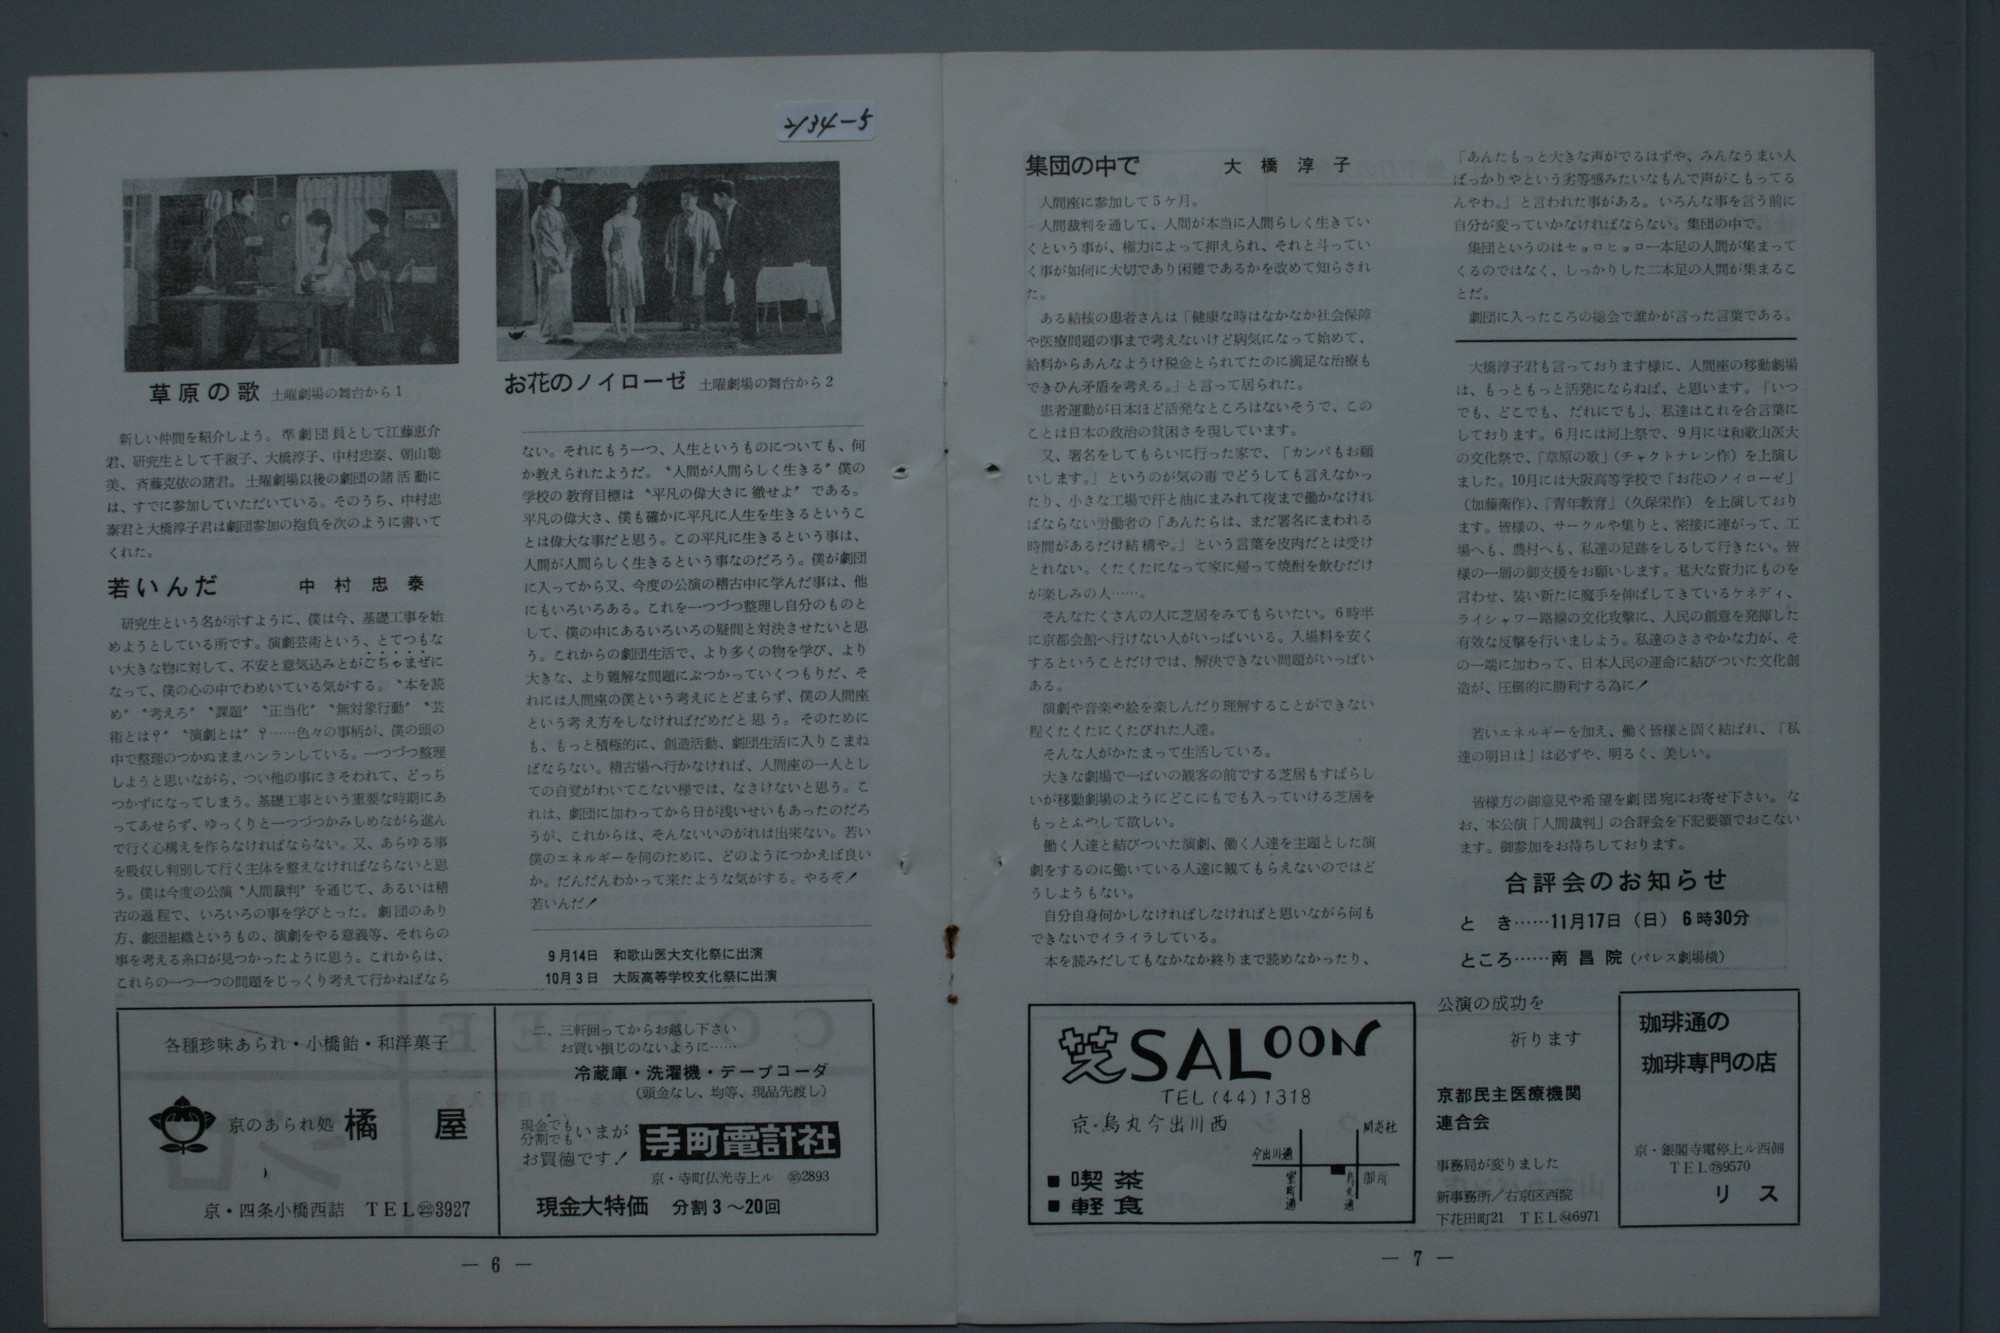 2134-5
草原の歌 土曜劇場の舞台から1
お花のノイローゼ 土曜劇場の舞台から2
新しい仲間を紹介しよう。準劇団員として江藤恵介
君、研究生として千淑子、大橋淳子、中村忠泰、朝山聡
美、斉藤克依の諸君。土曜劇場以後の劇団の諸活動に
は、すでに参加していただいている。そのうち、中村忠
泰君と大橋淳子君は劇団参加の抱負を次のように書いて
くれた。
若いんだ 中村忠泰
研究生という名が示すように、僕は今、基礎工事を始
めようとしている所です。演劇芸術という、とてつもな
い大きな物に対して、不安と意気込みとがごちゃまぜに
なって、僕の心の中でわめいている気がする。〝本を読
め〟〝考えろ〟〝課題〟〝正当化〟〝無対象行動〟〝芸
術とは?〟〝演劇とは〟?……色々の事柄が、僕の頭の
中で整理のつかぬままハンランしている。一つづつ整理
しようと思いながら、つい他の事にさそわれて、どっち
つかずになってしまう。基礎工事という重要な時期にあ
ってあせらず、ゆっくりと一つづつかみしめながら進ん
で行く心構えを作らなければならない。又、あらゆる事
を吸収し判別して行く主体を整えなければならないと思
う。僕は今度の公演〝人間裁判〟を通じて、あるいは稽
古の過程で、いろいろの事を学びとった。劇団のあり
方、劇団組織というもの、演劇をやる意義等、それらの
事を考える糸口が見つかったように思う。これからは、
これらの一つ一つの問題をじっくり考えて行かねばなら
ない。それにもう一つ、人生というものについても、何
か教えられたようだ。〝人間が人間らしく生きる〟僕の
学校の教育目標は〝平凡の偉大さに徹せよ〟である。
平凡の偉大さ、僕も確かに平凡に人生を生きるというこ
とは偉大な事だと思う。この平凡に生きるという事は、
人間が人間らしく生きるという事なのだろう。僕が劇団
に入ってから又、今度の公演の稽古中に学んだ事は、他
にもいろいろある。これを一つづつ整理し自分のものと
して、僕の中にあるいろいろの疑問と対決させたいと思
う。これからの劇団生活で、より多くの物を学び、より
大きな、より難解な問題にぶつかっていくつもりだ、そ
れには人間座の僕という考えにとどまらず、僕の人間座
という考え方をしなければだめだと思う。そのために
も、もっと積極的に、創造活動、劇団生活に入りこまね
ばならない。稽古場へ行かなければ、人間座の一人とし
ての自覚がわいてこない様では、なさけないと思う。こ
れは、劇団に加わってから日が浅いせいもあったのだろ
うが、これからは、そんないいのがれは出来ない。若い
僕のエネルギーを何のために、どのようにつかえば良い
か。だんだんわかって来たような気がする。やるぞ!
若いんだ!
9月14日 和歌山医大文化祭に出演
10月3日 大阪高等学校文化祭に出演
各種珍味あられ・小橋飴・和洋菓子
京のあられ処 橘屋
京・四条小橋西詰 TEL㉒3927
二、三軒回ってからお越し下さい
お買い損じのないように……
冷蔵庫・洗濯機・テープコーダ
(頭金なし、均等、現品先渡し)
現金でも
分割でも いまが
お買徳です!
寺町電計社
京・寺町仏光寺上ル ㉟2893
現金大特価 分割3〜20回
— 6 —
集団の中で 大橋淳子
人間座に参加して5ヶ月。
人間裁判を通して、人間が本当に人間らしく生きてい
くという事が、権力によって抑えられ、それと斗ってい
く事が如何に大切であり困難であるかを改めて知らされ
た。
ある結核の患者さんは「健康な時はなかなか社会保障
や医療問題の事まで考えないけど病気になって始めて、
給料からあんなようけ税金とられてたのに満足な治療も
できひん矛盾を考える。」と言って居られた。
患者運動が日本ほど活発なところはないそうで、この
ことは日本の政治の貧困さを現しています。
又、署名をしてもらいに行った家で、「カンパもお願
いします。」というのが気の毒でどうしても言えなかっ
たり、小さな工場で汗と油にまみれて夜まで働かなけれ
ばならない労働者の「あんたらは、まだ署名にまわれる
時間があるだけ結構や。」という言葉を皮肉だとは受け
とれない。くたくたになって家に帰って焼酎を飲むだけ
が楽しみの人……。
そんなたくさんの人に芝居をみてもらいたい。6時半
に京都会館へ行けない人がいっぱいいる。入場料を安く
するということだけでは、解決できない問題がいっぱい
ある。
演劇や音楽や絵を楽しんだり理解することができない
程くたくたにくたびれた人達。
そんな人がかたまって生活している。
大きな劇場で一ぱいの観客の前でする芝居もすばらし
いが移動劇場のようにどこにもでも入っていける芝居を
もっとふやして欲しい。
働く人達と結びついた演劇、働く人達を主題とした演
劇をするのに働いている人達に観てもらえないのではど
うしようもない。
自分自身何かしなければしなければと思いながら何も
できないでイライラしている。
本を読みだしてもなかなか終りまで読めなかったり、
「あんたもっと大きな声がでるはずや、みんなうまい人
ばっかりやという劣等感みたいなもんで声がこもってる
んやわ。」と言われた事がある。いろんな事を言う前に
自分が変っていかなければならない。集団の中で。
集団というのはヒョロヒョロ一本足の人間が集まって
くるのではなく、しっかりした二本足の人間が集まるこ
とだ。
劇団に入ったころの総会で誰かが言った言葉である。
大橋淳子君も言っております様に、人間座の移動劇場
は、もっともっと活発にならねば、と思います。「いつ
でも、どこでも、だれにでも」、私達はこれを合言葉に
しております。6月には河上祭で、9月には和歌山医大
の文化祭で、「草原の歌」(チャクトナレン作)を上演し
ました。10月には大阪高等学校で「お花のノイローゼ」
(加藤衛作)、「青年教育」(久保栄作)を上演しており
ます。皆様の、サークルや集りと、密接に連がって、工
場へも、農村へも、私達の足跡をしるして行きたい。皆
様の一層の御支援をお願いします。尨大な資力にものを
言わせ、装い新たに魔手を伸ばしてきているケネディ、
ライシャワー路線の文化攻撃に、人民の創意を発揮した
有效な反撃を行いましよう。私達のささやかな力が、そ
の一端に加わって、日本人民の運命に結びついた文化創
造が、圧倒的に勝利する為に!
若いエネルギーを加え、働く皆様と固く結ばれ、「私
達の明日は」は必ずや、明るく、美しい。
皆様方の御意見や希望を劇団宛にお寄せ下さい。な
お、本公演「人間裁判」の合評会を下記要領でおこない
ます。御参加をお待ちしております。
合評会のお知らせ
とき……11月17日(日)6時30分
ところ……南昌院(パレス劇場横)
芝SALOON
TEL(44)1318
京・烏丸今出川西
■喫茶
■軽食
今出川通
同志社
室町通
烏丸通
御所
公演の成功を
祈ります
京都民主医療機関
連合会
事務局が変りました
新事務所/右京区西院
下花田町21 TEL㊽6971
珈琲通の
珈琲専門の店
京・銀閣寺電停上ル西側
TEL 9570
リス
— 7 —